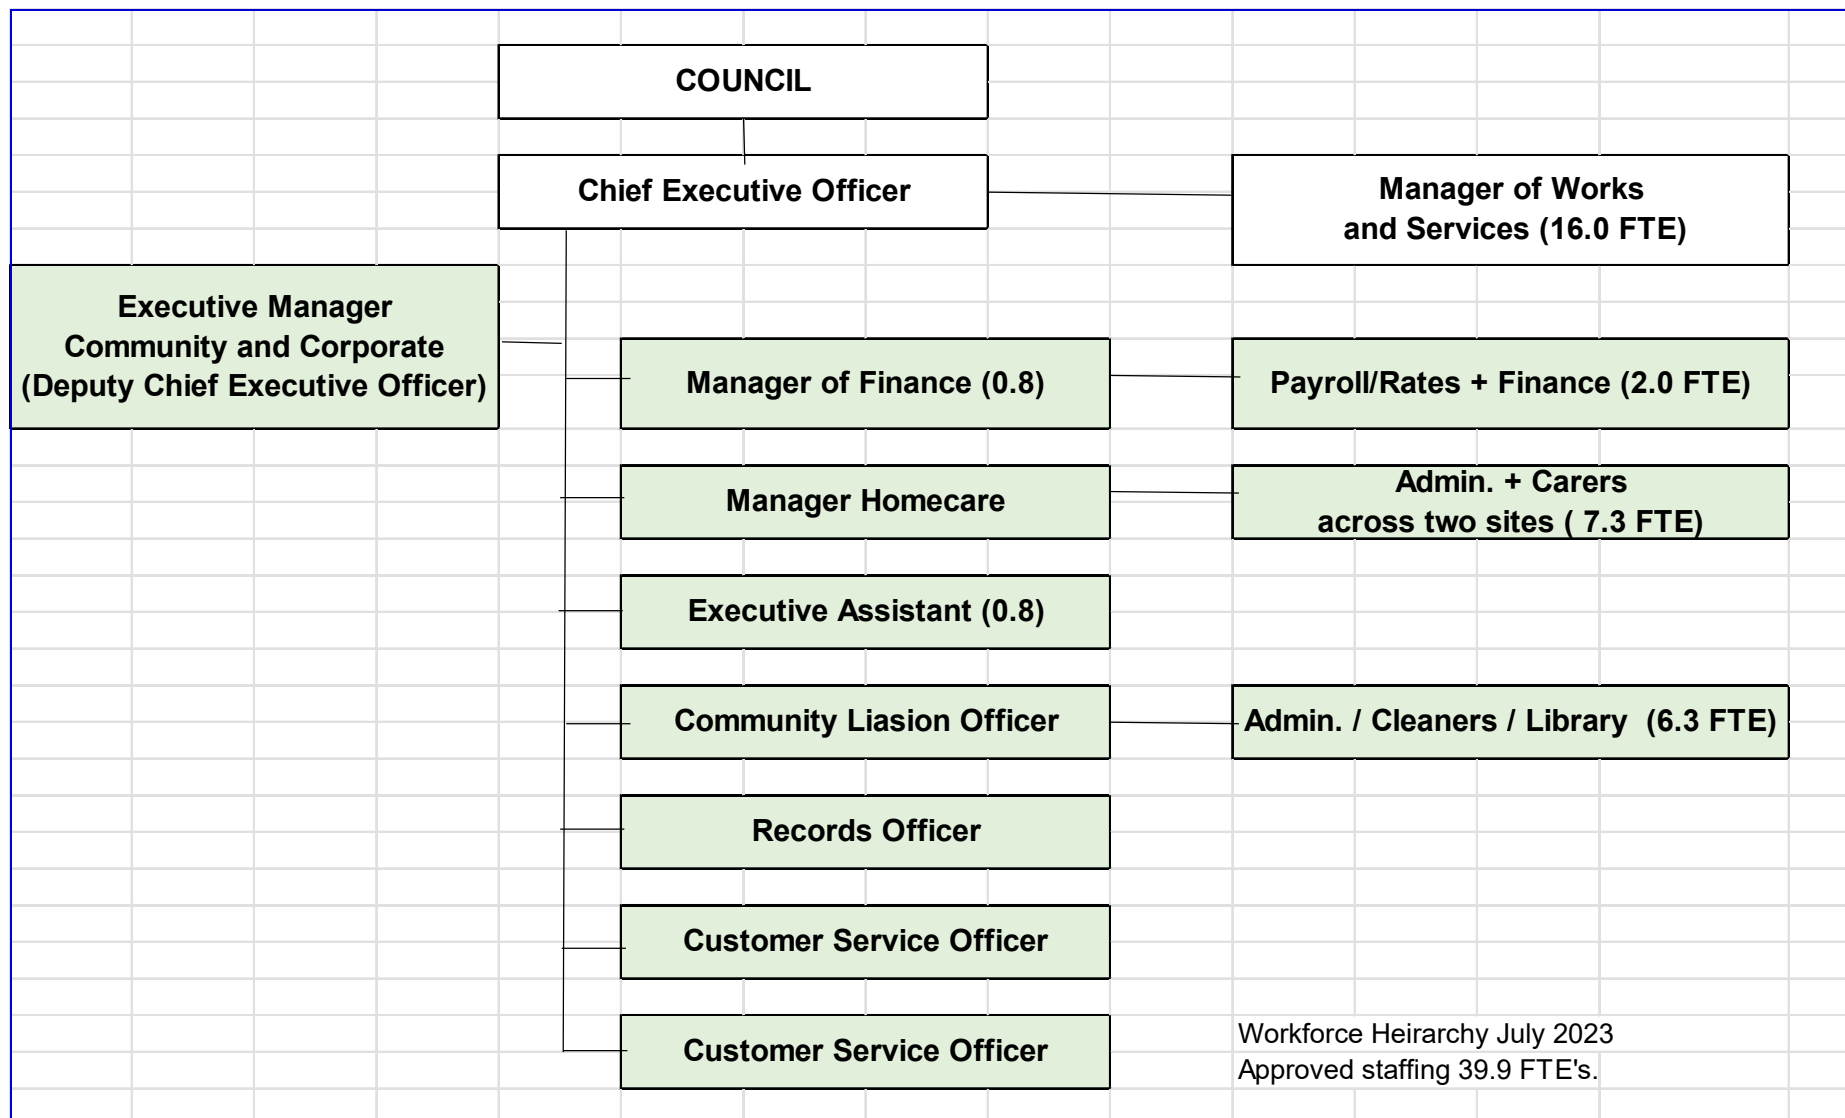 COUNCIL
Chief Executive Officer
Manager of Works
and Services (16.0 FTE)
Executive Manager
Community and Corporate
(Deputy Chief Executive Officer)
Manager of Finance (0.8)
Payroll/Rates + Finance (2.0 FTE)
Manager Homecare
Admin. + Carers
across two sites ( 7.3 FTE)
Executive Assistant (0.8)
Community Liasion Officer
Admin. / Cleaners / Library  (6.3 FTE)
Records Officer
Customer Service Officer
Customer Service Officer
Workforce Heirarchy July 2023
Approved staffing 39.9 FTE's.